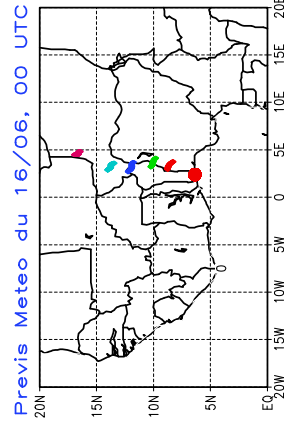 Previs Meteo du 16/06, 00 UTC
20E
15E
10E
5E
0
5W
10W
15W
20W
20N
15N
10N
5N
EQ
0